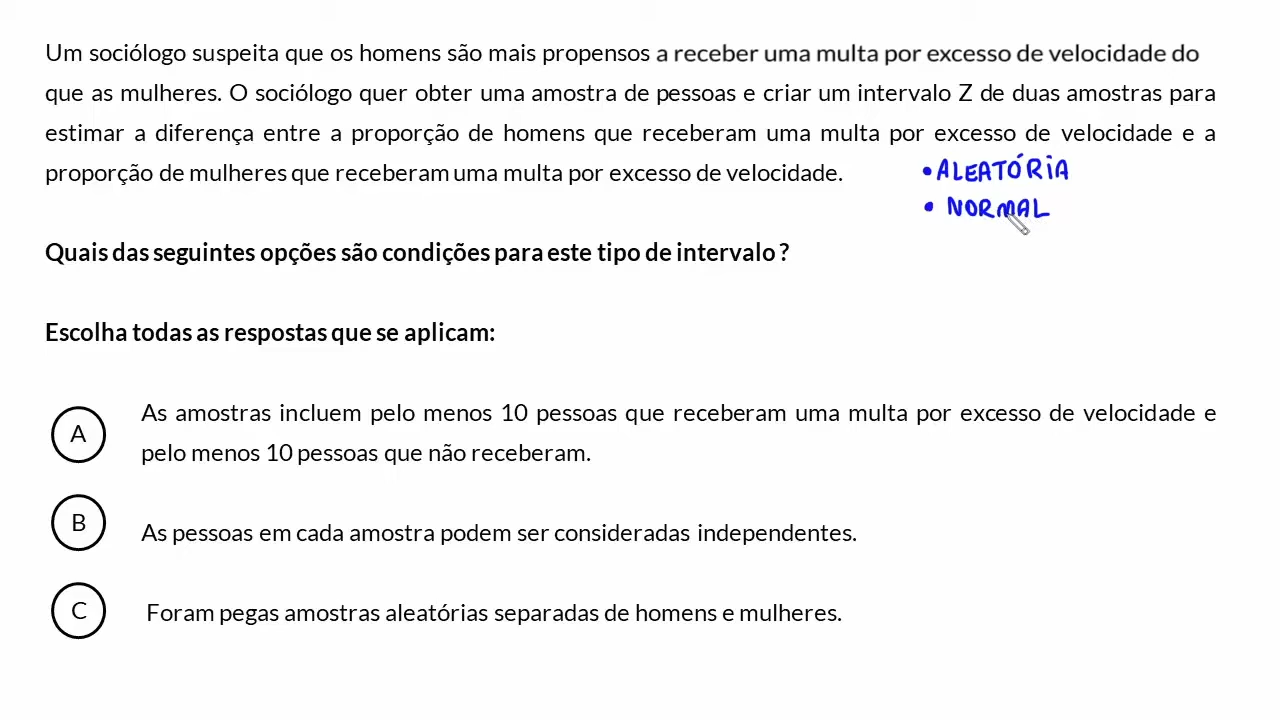 Um sociólogo suspeita que os homens são mais propensos a receber uma multa por excesso de velocidade do
que as mulheres. O sociólogo quer obter uma amostra de pessoas e criar um intervalo Z de duas amostras para
estimar a diferença entre a proporção de homens que receberam uma multa por excesso de velocidade e a
proporção de mulheres que receberam uma multa por excesso de velocidade.
• ALEATÓRIA
• NORMAL
Quais das seguintes opções são condições para este tipo de intervalo ?
Escolha todas as respostas que se aplicam:
A
As amostras incluem pelo menos 10 pessoas que receberam uma multa por excesso de velocidade e
pelo menos 10 pessoas que não receberam.
B
As pessoas em cada amostra podem ser consideradas independentes.
C
Foram pegas amostras aleatórias separadas de homens e mulheres.